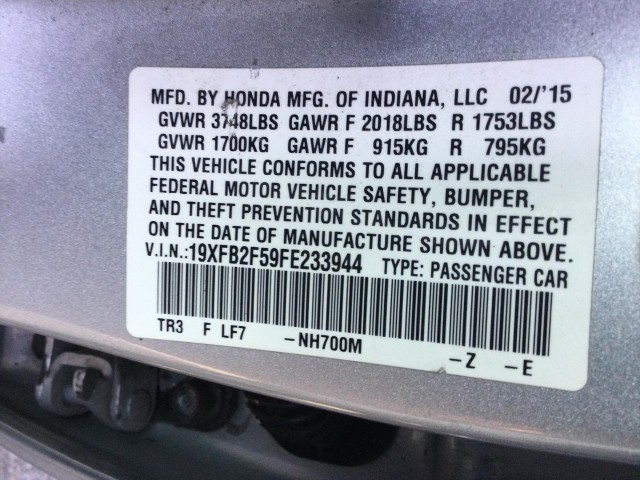 MFD. BY HONDA MFG. OF INDIANA, LLC 02/'15
GVWR 3748LBS GAWR F 2018LBS R 1753LBS
GVWR 1700KG GAWR F 915KG R 795KG
THIS VEHICLE CONFORMS TO ALL APPLICABLE
FEDERAL MOTOR VEHICLE SAFETY, BUMPER,
AND THEFT PREVENTION STANDARDS IN EFFECT
ON THE DATE OF MANUFACTURE SHOWN ABOVE.
V.I.N.:19XFB2F59FE233944 TYPE: PASSENGER CAR
TR3 F LF7 -NH700M -Z -E